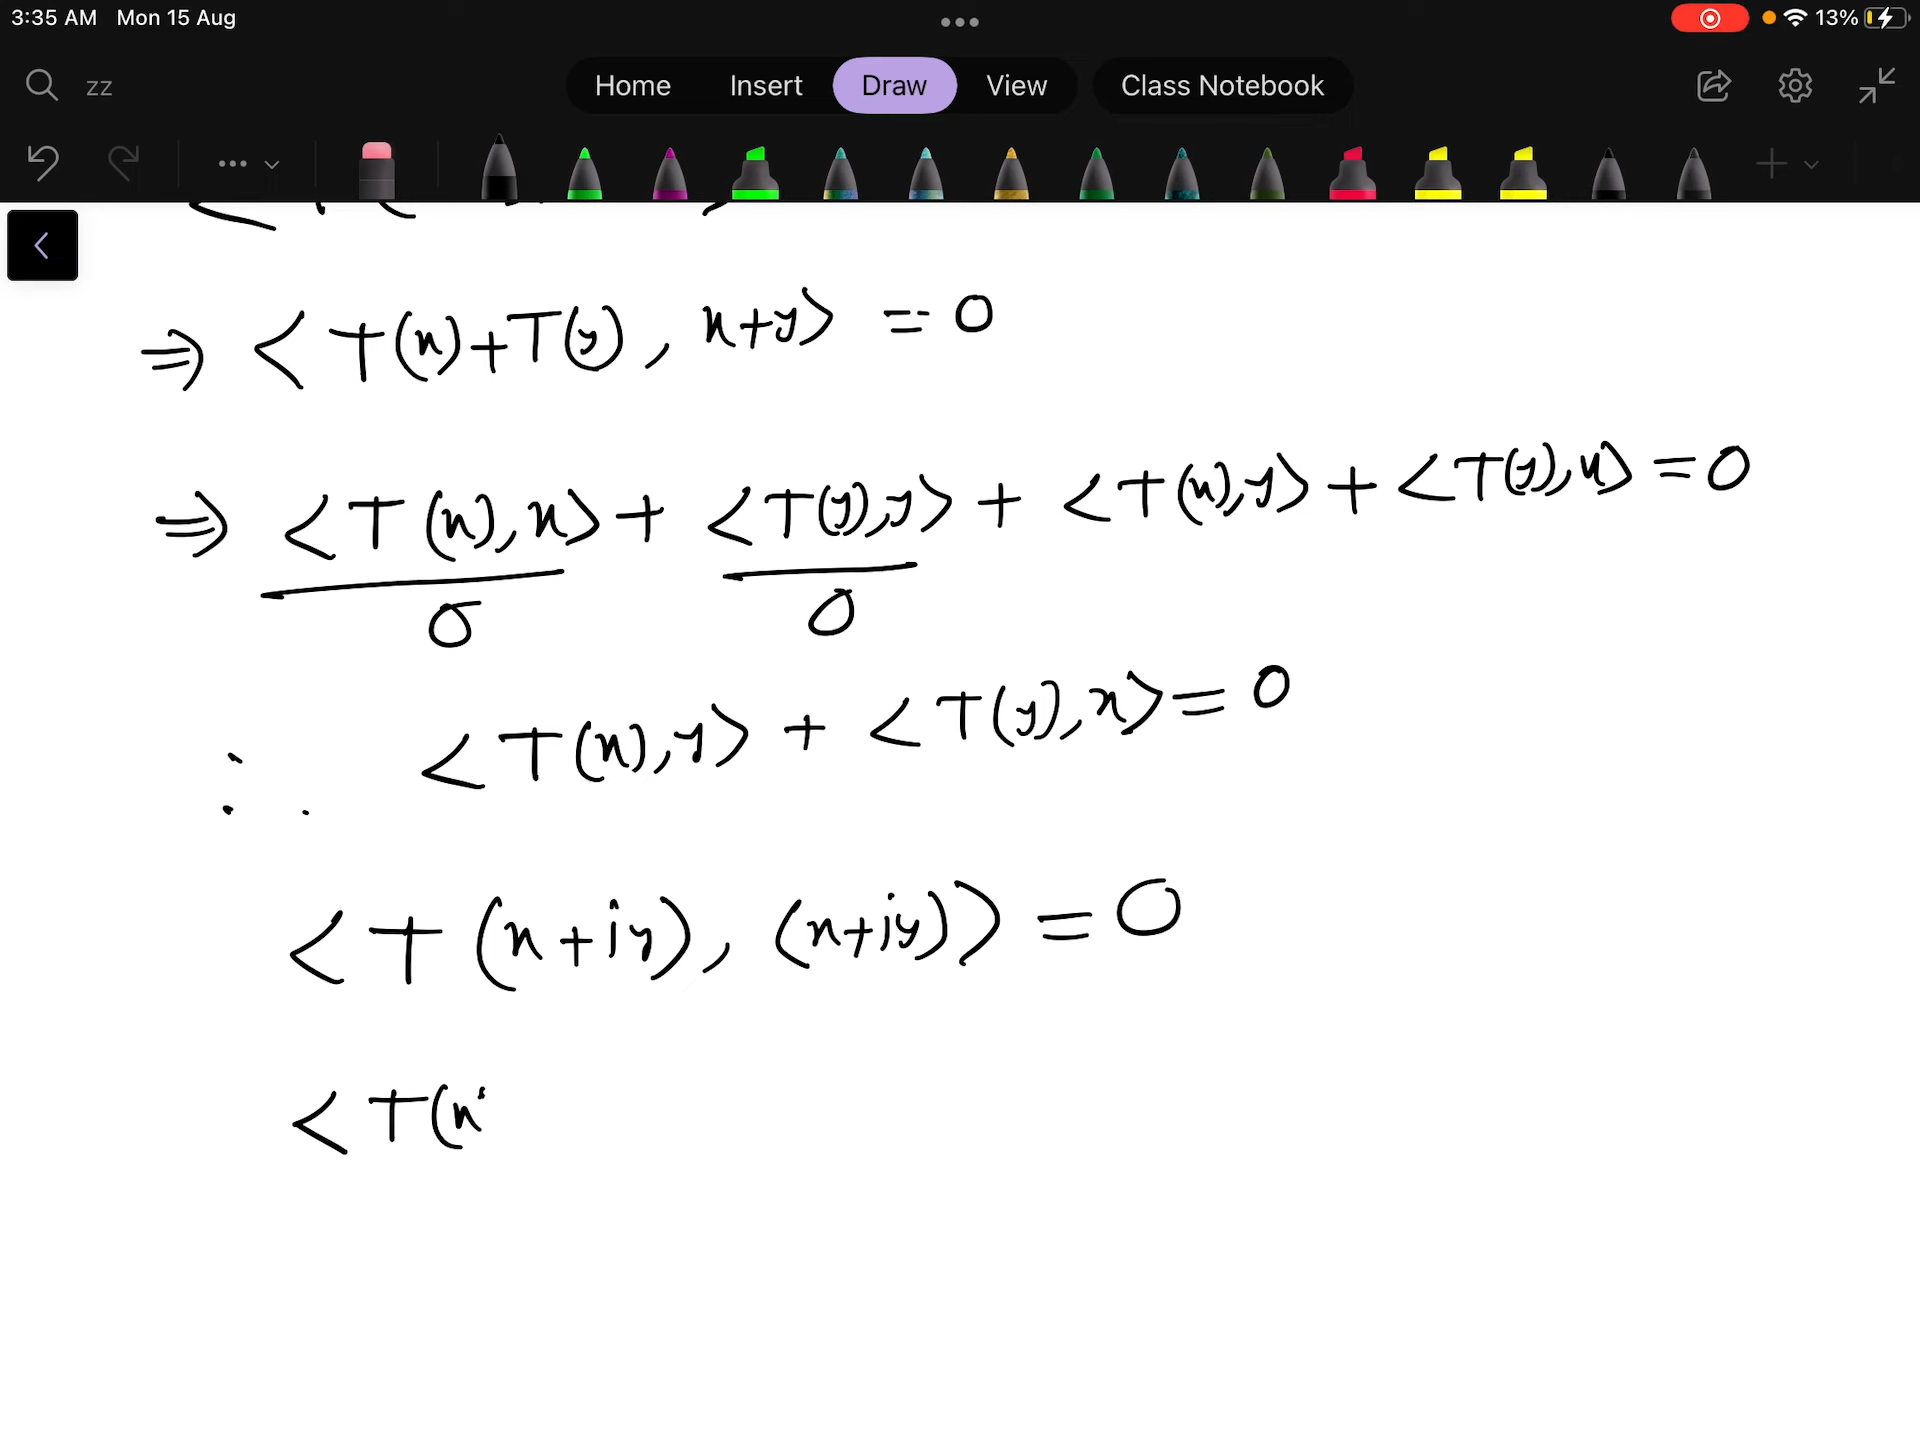 3:35 AM Mon 15 Aug 13%
zz Home Insert Draw View Class Notebook
⇒ < T(x)+T(y), x+y> = 0
⇒ <T(x),x> + <T(y),y> + <T(x),y> + <T(y),x> = 0
0 0
∴ <T(x),y> + <T(y),x> = 0
<T(x+iy), (x+iy)> = 0
<T(x